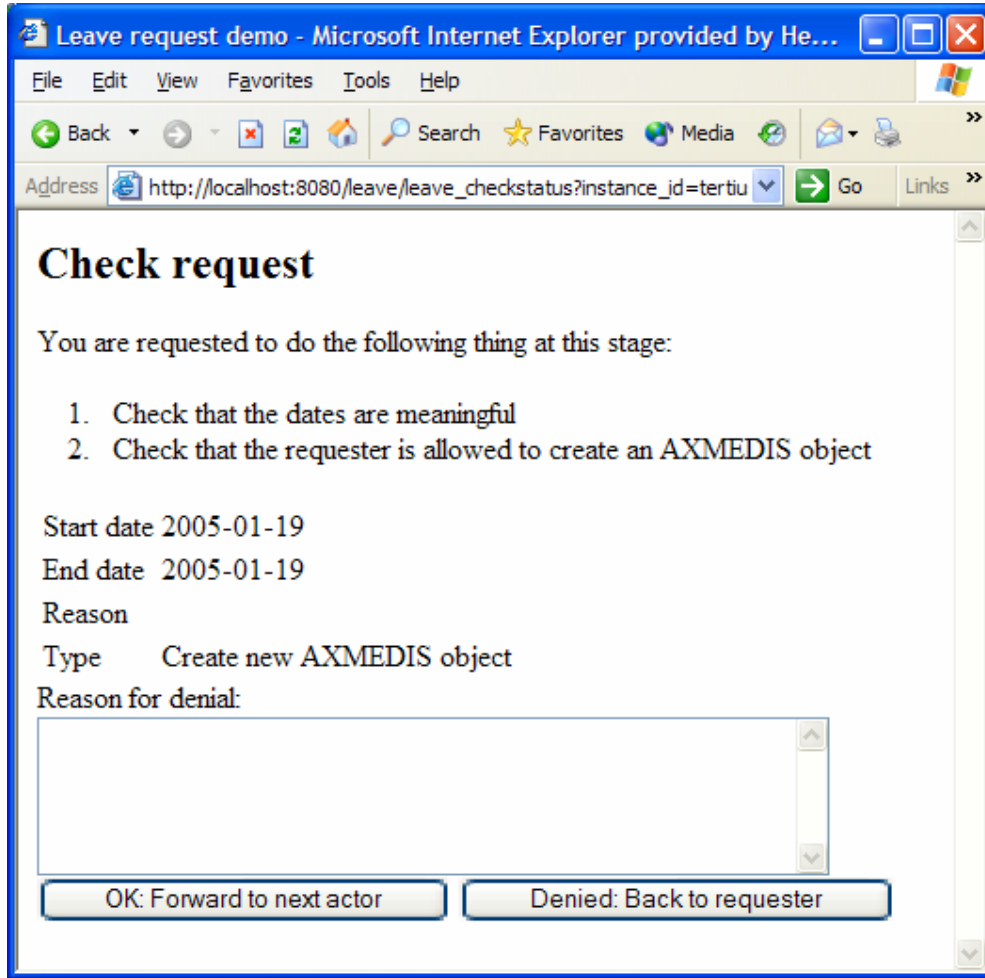 Leave request demo - Microsoft Internet Explorer provided by He...
File Edit View Favorites Tools Help
Back Search Favorites Media »
Address http://localhost:8080/leave/leave_checkstatus?instance_id=tertiu Go Links »
Check request
You are requested to do the following thing at this stage:
1. Check that the dates are meaningful
2. Check that the requester is allowed to create an AXMEDIS object
Start date 2005-01-19
End date 2005-01-19
Reason
Type Create new AXMEDIS object
Reason for denial:
OK: Forward to next actor Denied: Back to requester